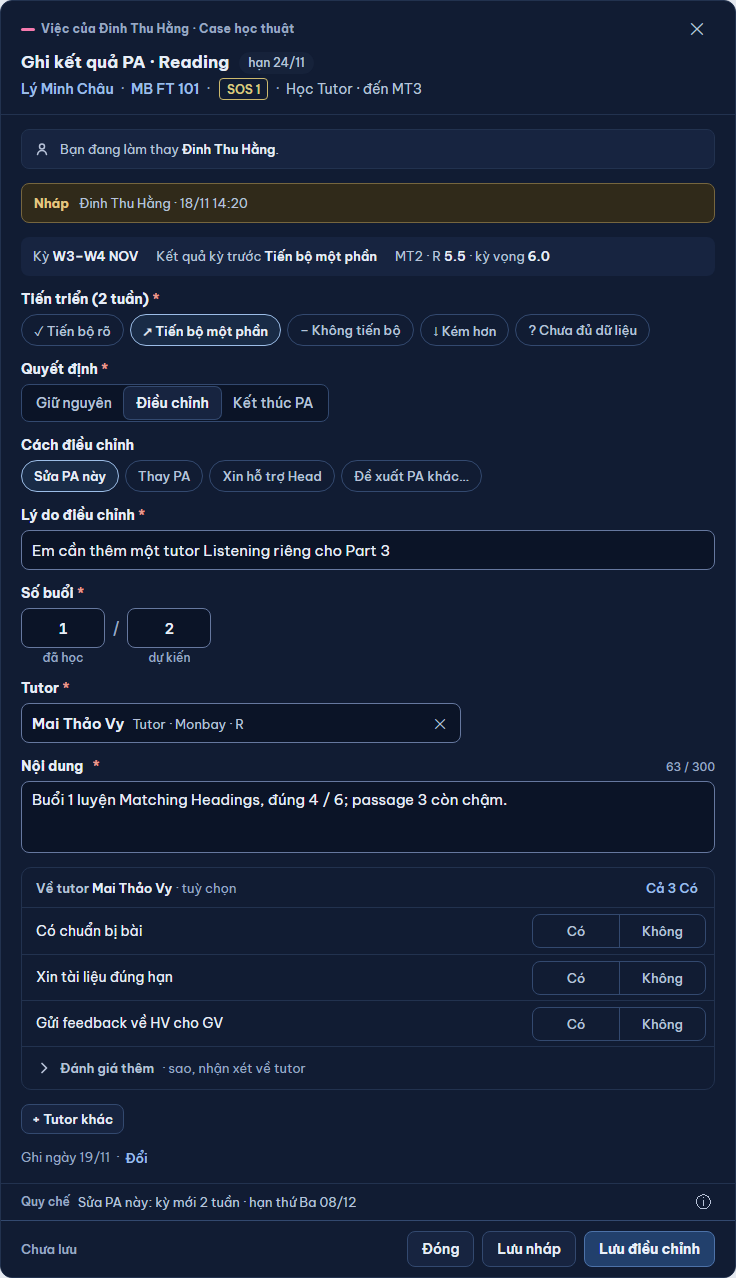 Việc của Đinh Thu Hằng · Case học thuật
Ghi kết quả PA · Reading hạn 24/11
Lý Minh Châu · MB FT 101 · SOS 1 · Học Tutor · đến MT3
Bạn đang làm thay Đinh Thu Hằng.
Nháp Đinh Thu Hằng · 18/11 14:20
Kỳ W3–W4 NOV Kết quả kỳ trước Tiến bộ một phần MT2 · R 5.5 · kỳ vọng 6.0
Tiến triển (2 tuần) *
✓ Tiến bộ rõ ↗ Tiến bộ một phần – Không tiến bộ ↓ Kém hơn ? Chưa đủ dữ liệu
Quyết định *
Giữ nguyên Điều chỉnh Kết thúc PA
Cách điều chỉnh
Sửa PA này Thay PA Xin hỗ trợ Head Đề xuất PA khác...
Lý do điều chỉnh *
Em cần thêm một tutor Listening riêng cho Part 3
Số buổi *
1 / 2
đã học dự kiến
Tutor *
Mai Thảo Vy Tutor · Monbay · R
Nội dung * 63 / 300
Buổi 1 luyện Matching Headings, đúng 4 / 6; passage 3 còn chậm.
Về tutor Mai Thảo Vy · tuỳ chọn Cả 3 Có
Có chuẩn bị bài Có Không
Xin tài liệu đúng hạn Có Không
Gửi feedback về HV cho GV Có Không
Đánh giá thêm · sao, nhận xét về tutor
+ Tutor khác
Ghi ngày 19/11 · Đổi
Quy chế Sửa PA này: kỳ mới 2 tuần · hạn thứ Ba 08/12
Chưa lưu Đóng Lưu nháp Lưu điều chỉnh